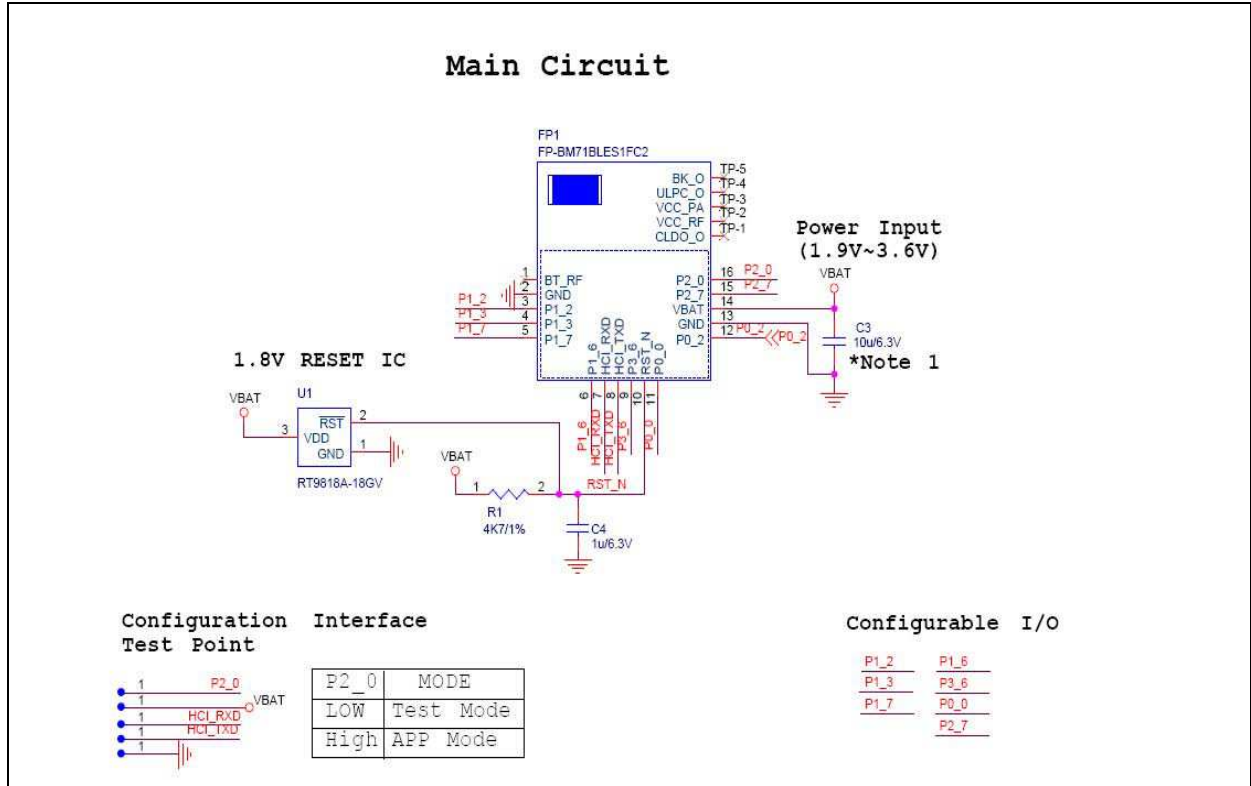 Main Circuit
FP1
FP-BM71BLES1FC2
BK_O TP-5
ULPC_O TP-4
VCC_PA TP-3
VCC_RF TP-2
CLDO_O TP-1
Power Input
(1.9V~3.6V)
VBAT
1 BT_RF
2 GND
P1_2 3 P1_2
P1_3 4 P1_3
P1_7 5 P1_7
P2_0 16 P2_0
P2_7 15 P2_7
VBAT 14
GND 13
P0_2 12 P0_2 P0_2
C3
10u/6.3V
*Note 1
P1_6 HCI_RXD HCI_TXD P3_6 RST_N P0_0
6 7 8 9 10 11
P1_6 HCI_RXD HCI_TXD P3_6 P0_0
RST_N
1.8V RESET IC
VBAT
U1
RST 2
3 VDD
GND 1
RT9818A-18GV
VBAT
1 2
R1
4K7/1%
C4
1u/6.3V
Configuration Interface
Test Point
1 P2_0
1 VBAT
1 HCI_RXD
1 HCI_TXD
1
P2_0 MODE
LOW Test Mode
High APP Mode
Configurable I/O
P1_2 P1_6
P1_3 P3_6
P1_7 P0_0
P2_7